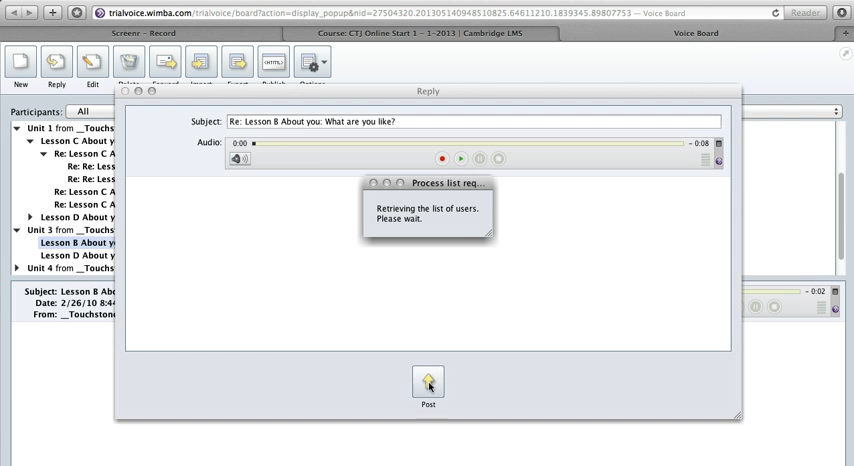 trialvoice.wimba.com/trialvoice/board?action=display_popup&nid=27504320.201305140948510825.64611210.1839345.89807753 — Voice Board
Reader
Screenr - Record
Course: CTJ Online Start 1 - 1-2013 | Cambridge LMS
Voice Board
New
Reply
Edit
Participants: All
Reply
Subject: Re: Lesson B About you: What are you like?
Audio: 0:00 - 0:08
Process list req...
Retrieving the list of users.
Please wait.
Unit 1 from __Touchs
Lesson C About y
Re: Lesson C A
Re: Re: Less
Re: Re: Less
Re: Lesson C A
Re: Lesson C A
Lesson D About y
Unit 3 from __Touchs
Lesson B About y
Lesson D About y
Unit 4 from __Touchs
Subject: Lesson B Abo
Date: 2/26/10 8:44
From: __Touchstone
- 0:02
Post